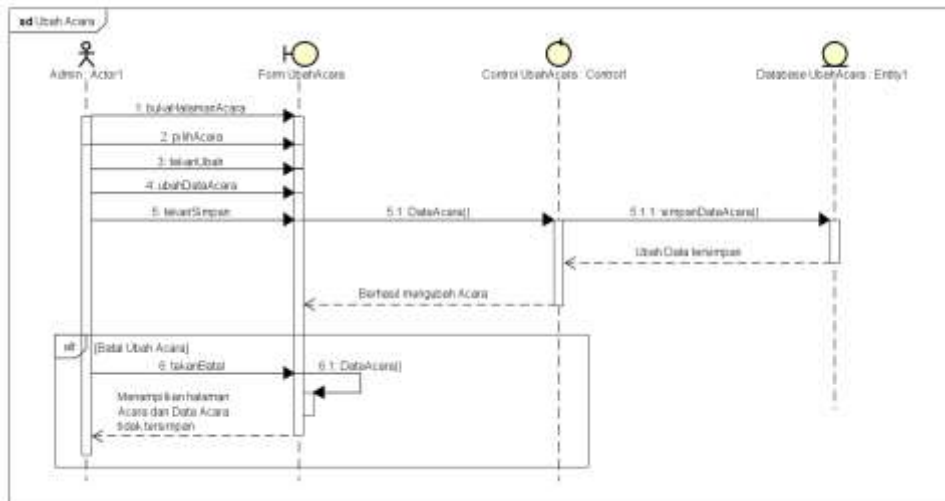 sd Ubah Acara
Admin : Actor1
Form UbahAcara
Control UbahAcara : Control1
Database UbahAcara : Entity1
1: bukaHalamanAcara
2: pilihAcara
3: tekanUbah
4: ubahDataAcara
5: tekanSimpan
5.1: DataAcara()
5.1.1: simpanDataAcara()
Ubah Data tersimpan
Berhasil mengubah Acara
alt
[Batal Ubah Acara]
6: tekanBatal
6.1: DataAcara()
Menampilkan halaman
Acara dan Data Acara
tidak tersimpan